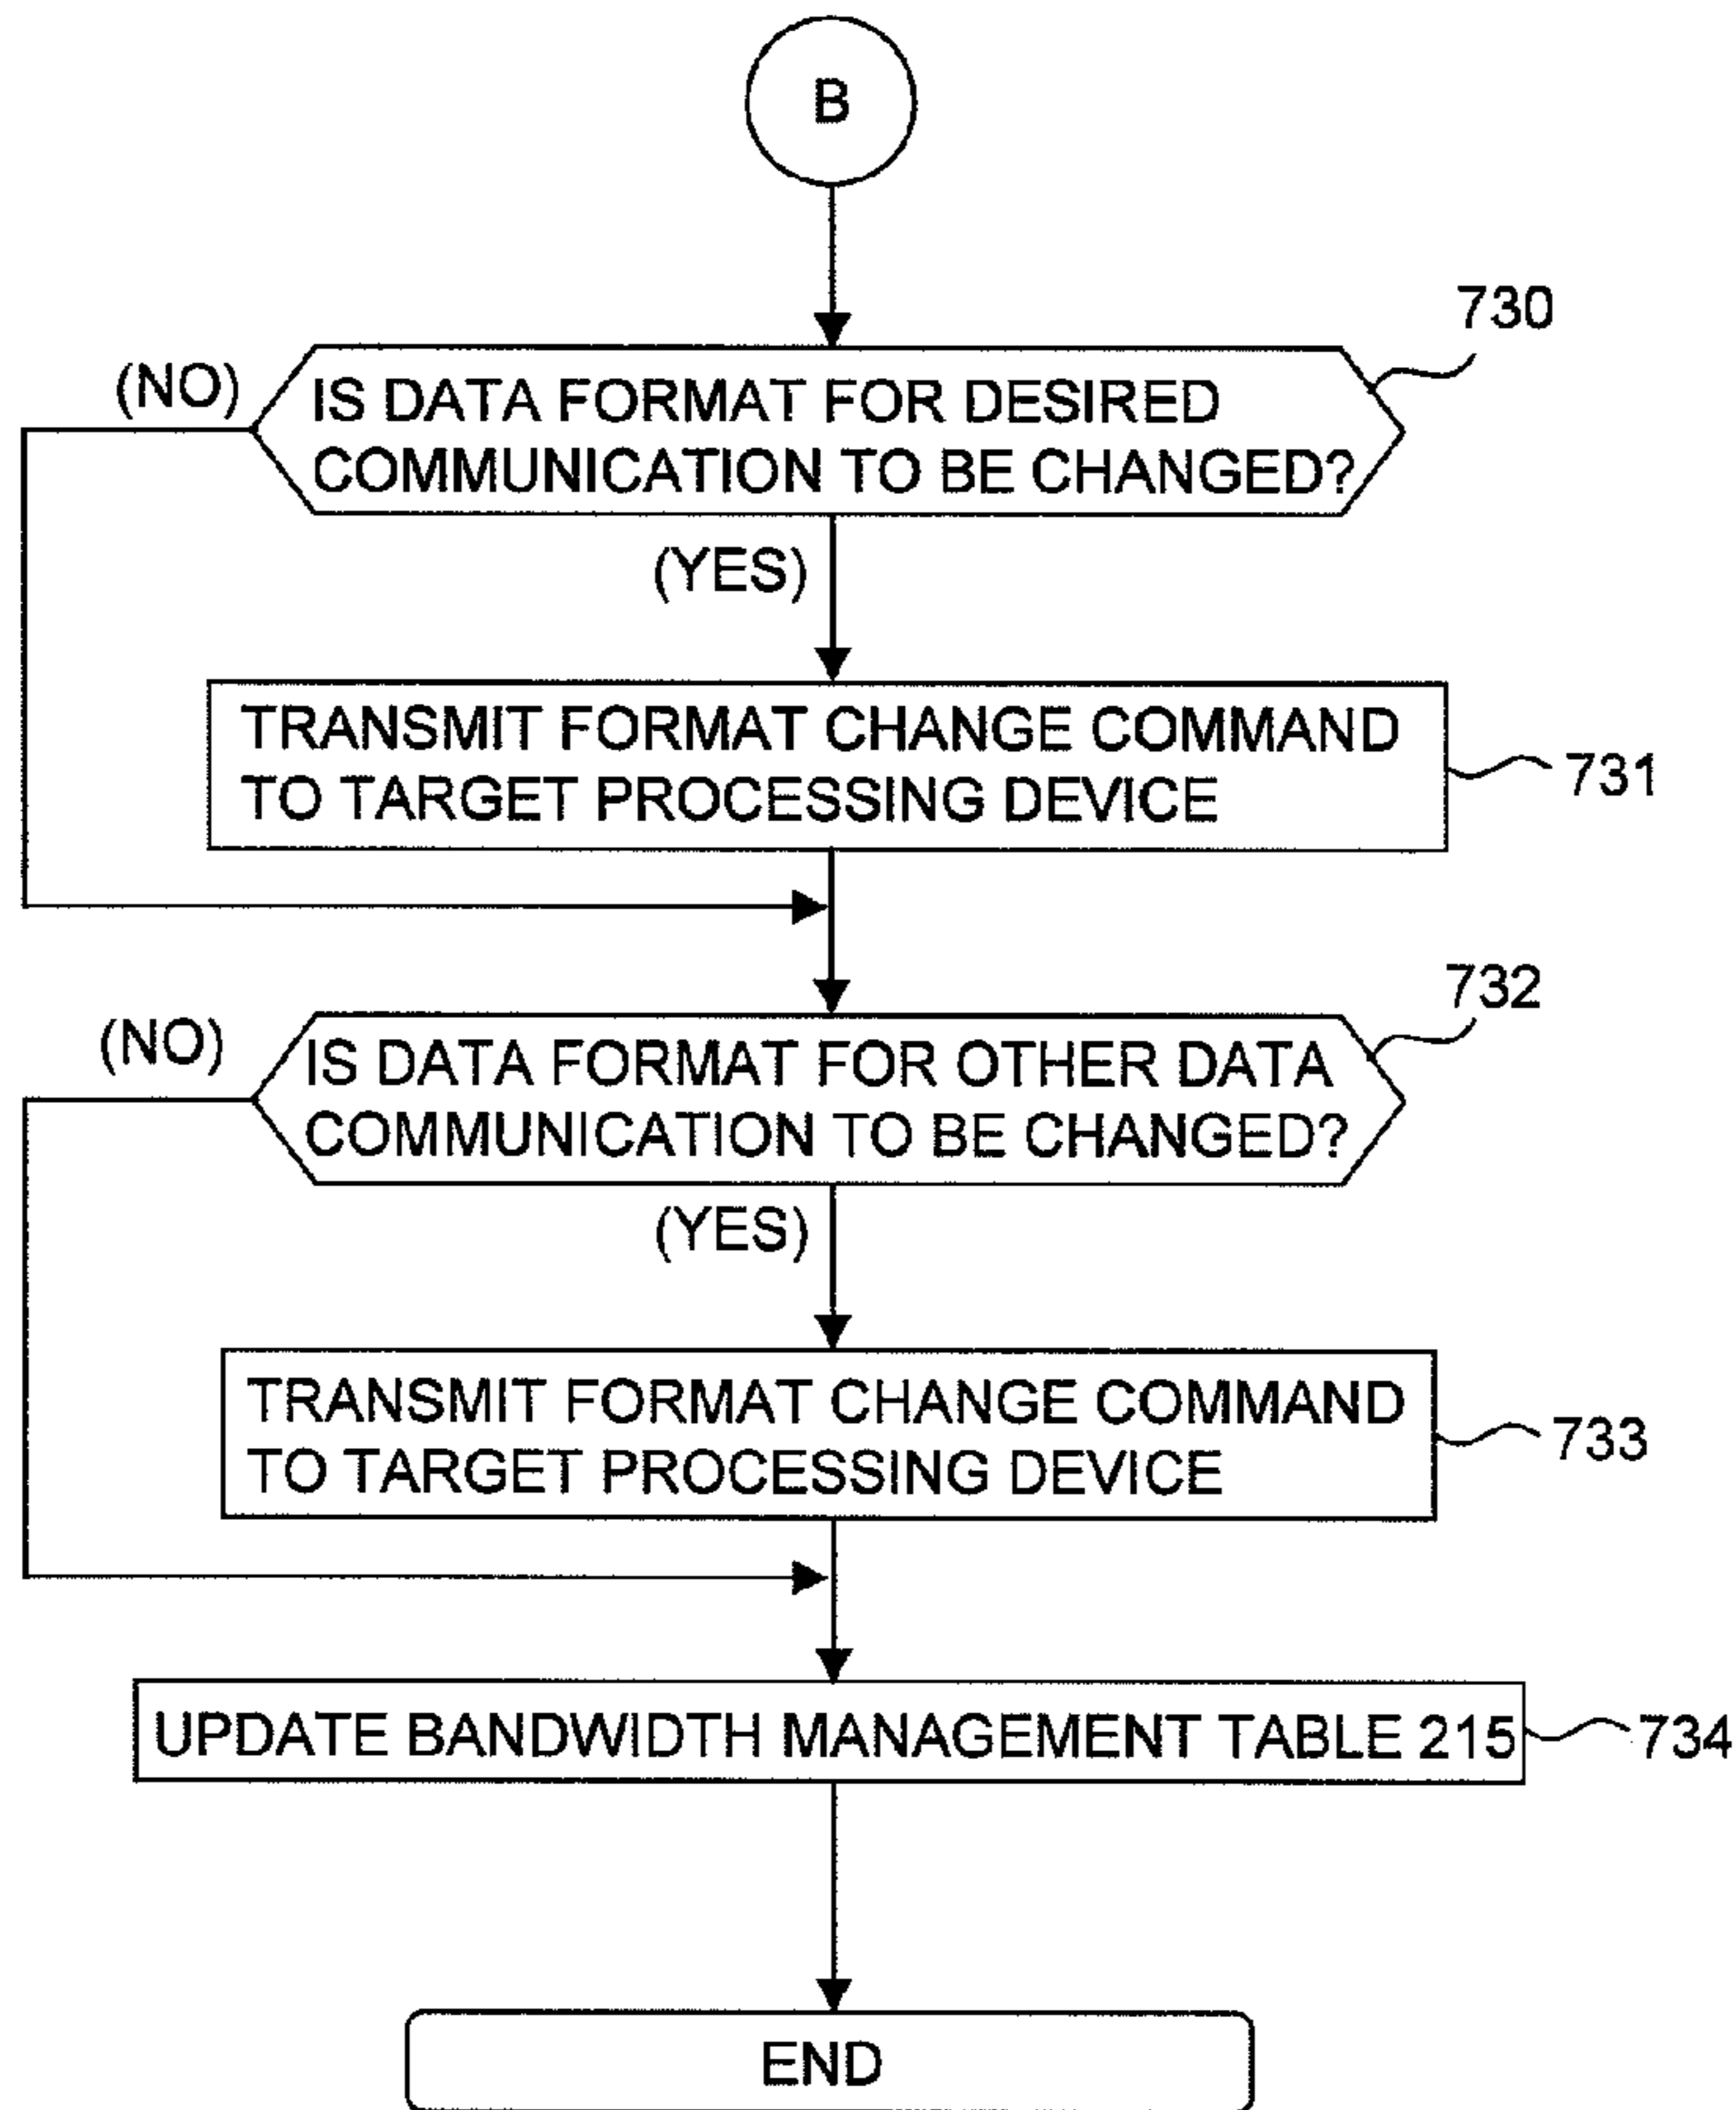 B
730
(NO)
IS DATA FORMAT FOR DESIRED
COMMUNICATION TO BE CHANGED?
(YES)
TRANSMIT FORMAT CHANGE COMMAND
TO TARGET PROCESSING DEVICE
731
732
(NO)
IS DATA FORMAT FOR OTHER DATA
COMMUNICATION TO BE CHANGED?
(YES)
TRANSMIT FORMAT CHANGE COMMAND
TO TARGET PROCESSING DEVICE
733
UPDATE BANDWIDTH MANAGEMENT TABLE 215
734
END